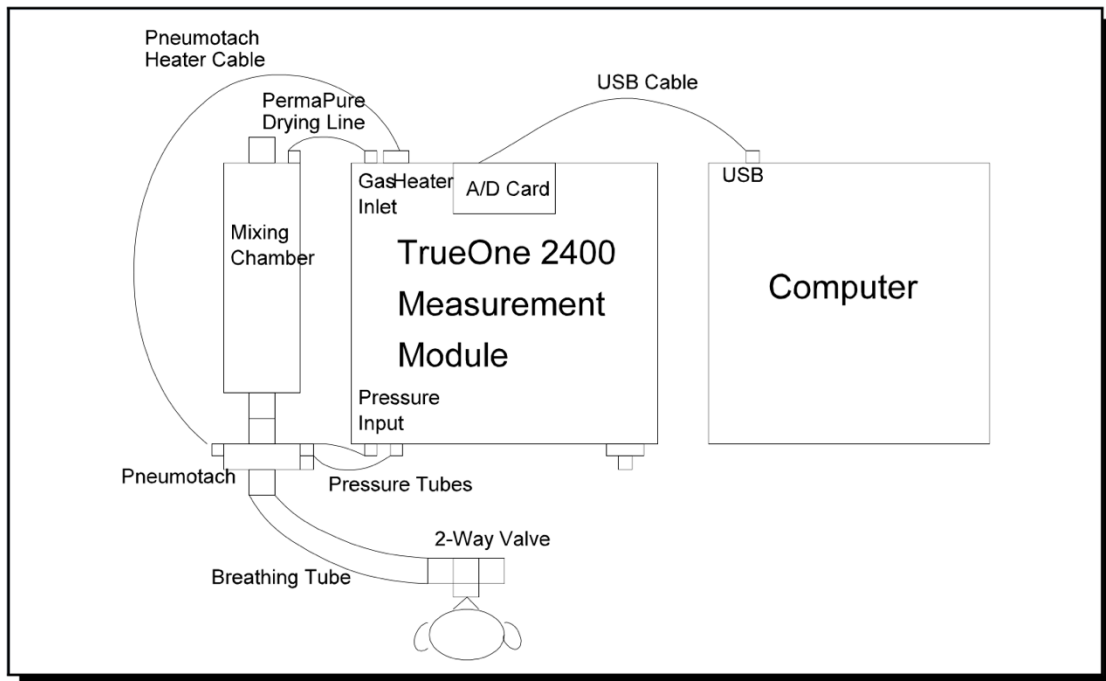 Pneumotach
Heater Cable
PermaPure
Drying Line
USB Cable
Gas
Inlet
Heater
A/D Card
USB
Mixing
Chamber
TrueOne 2400
Measurement
Module
Computer
Pressure
Input
Pneumotach
Pressure Tubes
2-Way Valve
Breathing Tube